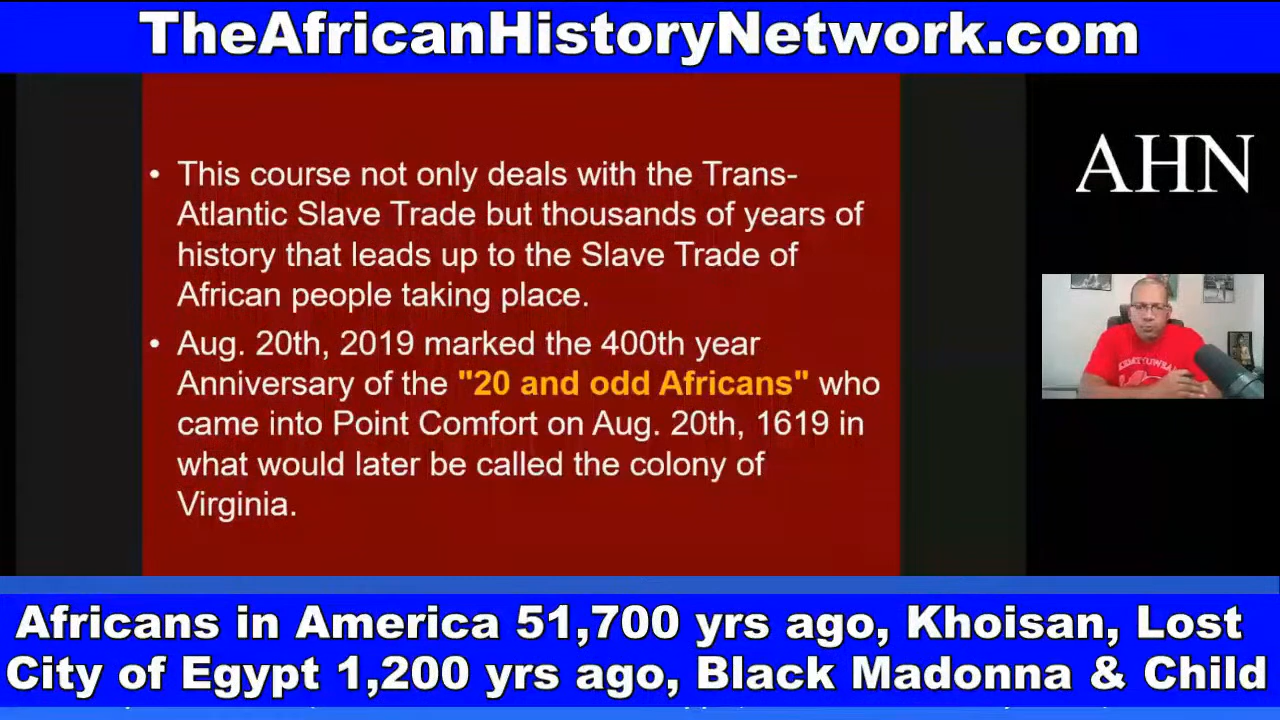 TheAfricanHistoryNetwork.com
AHN
• This course not only deals with the Trans-
Atlantic Slave Trade but thousands of years of
history that leads up to the Slave Trade of
African people taking place.
• Aug. 20th, 2019 marked the 400th year
Anniversary of the "20 and odd Africans" who
came into Point Comfort on Aug. 20th, 1619 in
what would later be called the colony of
Virginia.
Africans in America 51,700 yrs ago, Khoisan, Lost
City of Egypt 1,200 yrs ago, Black Madonna & Child